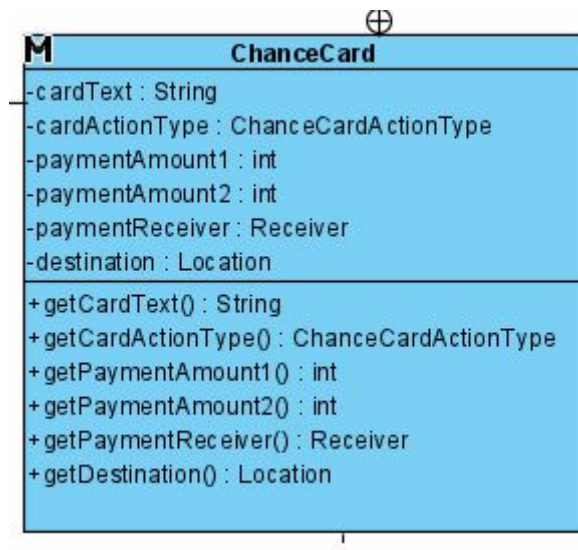 M
ChanceCard
-cardText : String
-cardActionType : ChanceCardActionType
-paymentAmount1 : int
-paymentAmount2 : int
-paymentReceiver : Receiver
-destination : Location
+getCardText() : String
+getCardActionType() : ChanceCardActionType
+getPaymentAmount1() : int
+getPaymentAmount2() : int
+getPaymentReceiver() : Receiver
+getDestination() : Location